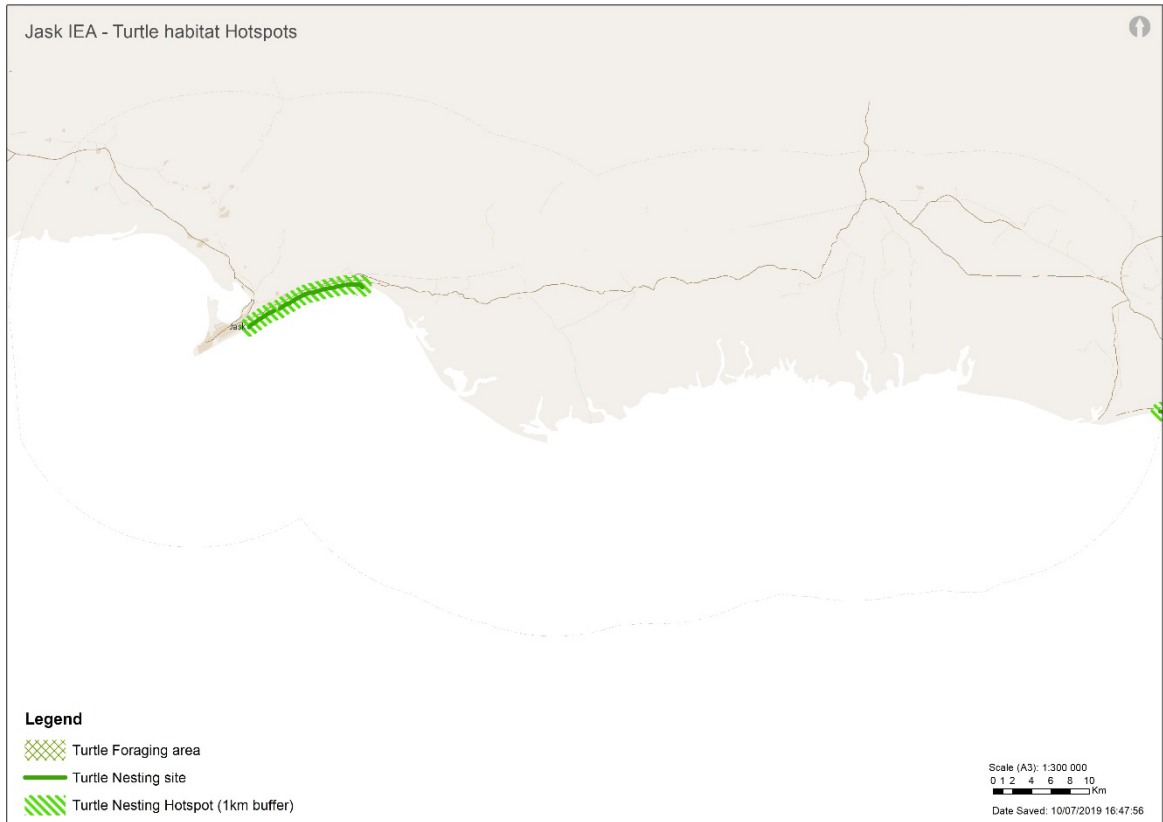 Jask IEA - Turtle habitat Hotspots
Jask
Legend
Turtle Foraging area
Turtle Nesting site
Turtle Nesting Hotspot (1km buffer)
Scale (A3): 1:300 000
0 1 2 4 6 8 10
Km
Date Saved: 10/07/2019 16:47:56